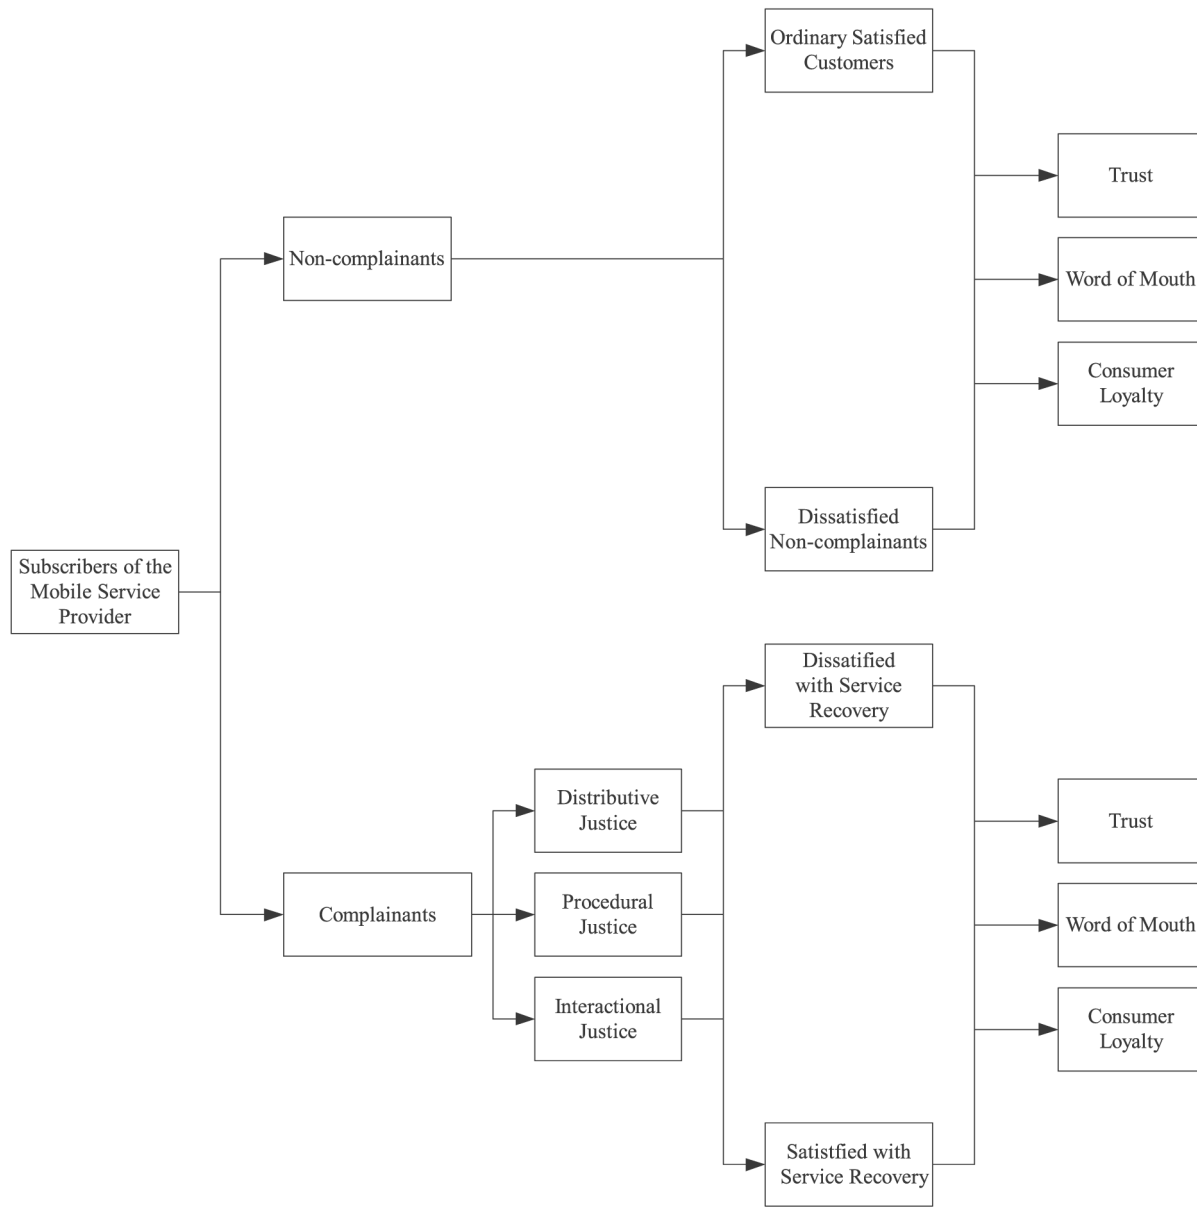 Ordinary Satisfied
Customers
Trust
Non-complainants
Word of Mouth
Consumer
Loyalty
Dissatisfied
Non-complainants
Subscribers of the
Mobile Service
Provider
Dissatified
with Service
Recovery
Distributive
Justice
Trust
Complainants
Procedural
Justice
Word of Mouth
Interactional
Justice
Consumer
Loyalty
Satistfied with
Service Recovery